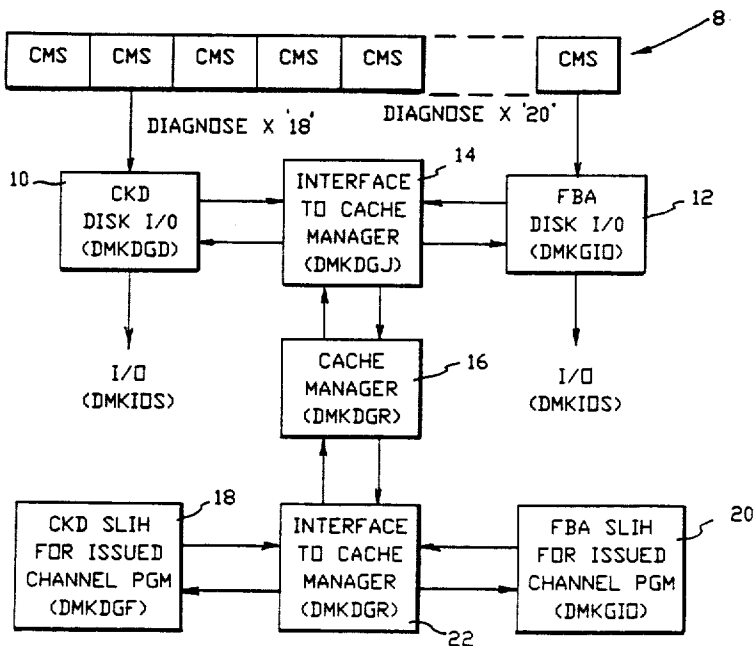 8
CMS CMS CMS CMS CMS CMS
DIAGNOSE X '18'
DIAGNOSE X '20'
10
CKD
DISK I/O
(DMKDGD)
14
INTERFACE
TO CACHE
MANAGER
(DMKDGJ)
12
FBA
DISK I/O
(DMKGIO)
I/O
(DMKIOS)
16
CACHE
MANAGER
(DMKDGR)
I/O
(DMKIOS)
18
CKD SLIH
FOR ISSUED
CHANNEL PGM
(DMKDGF)
INTERFACE
TO CACHE
MANAGER
(DMKDGR)
22
20
FBA SLIH
FOR ISSUED
CHANNEL PGM
(DMKGIO)